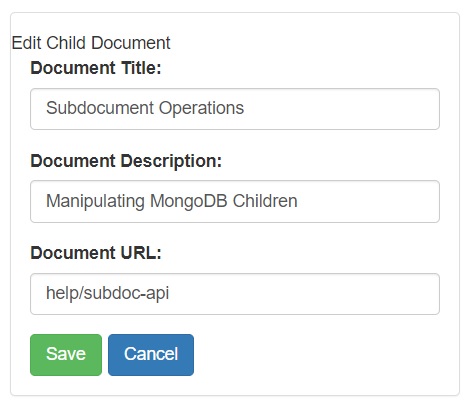 Edit Child Document
Document Title:
Subdocument Operations
Document Description:
Manipulating MongoDB Children
Document URL:
help/subdoc-api
Save Cancel